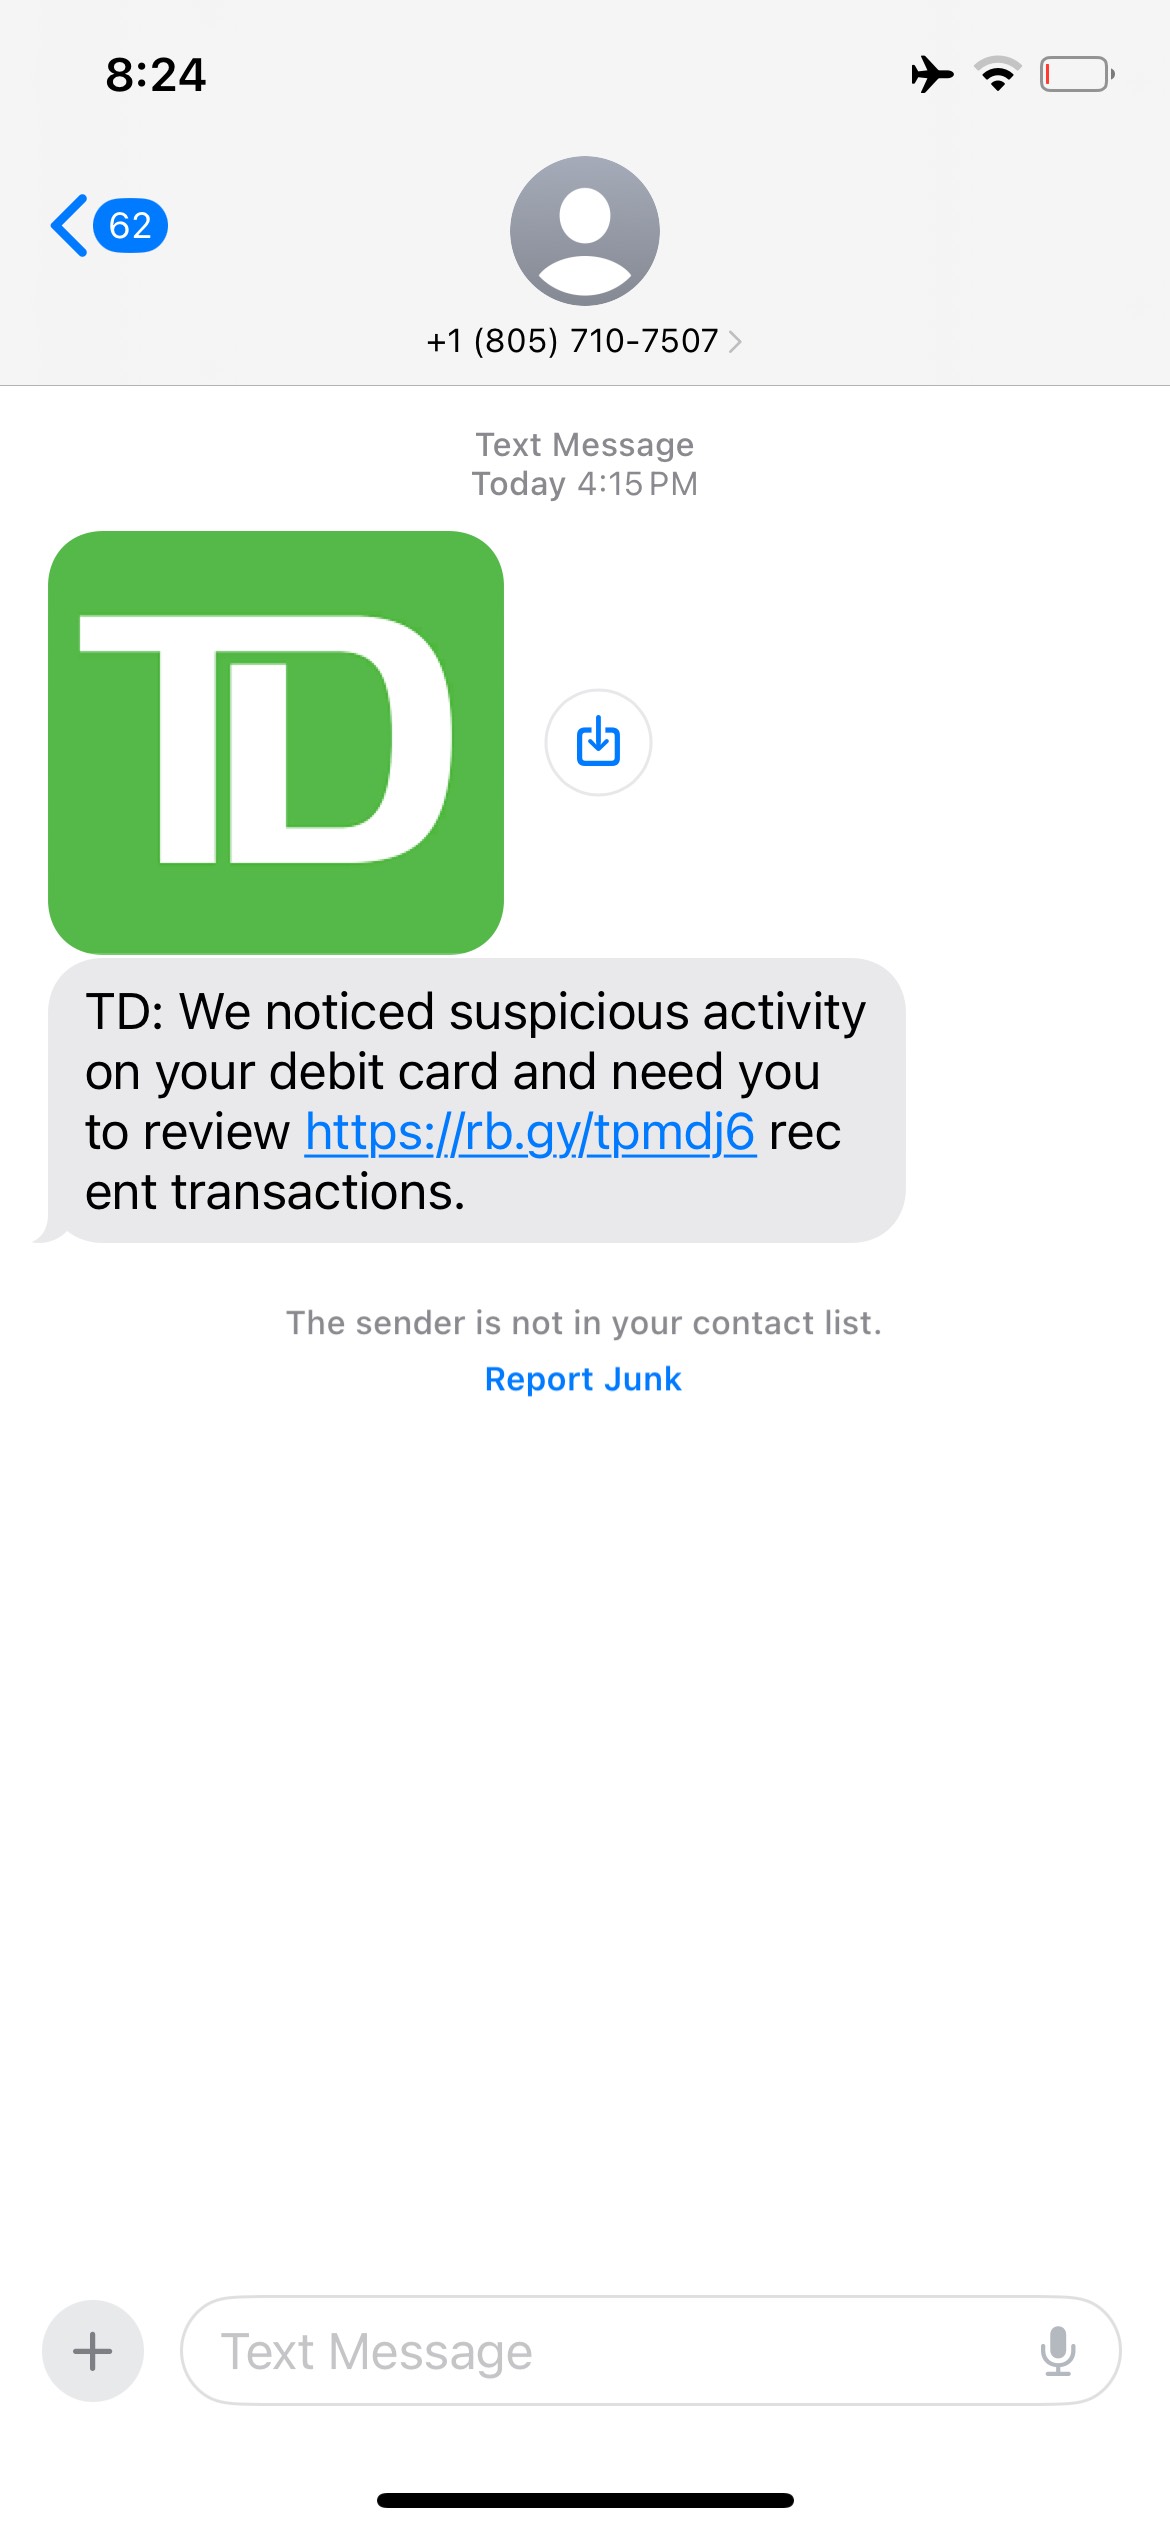 8:24
62
+1 (805) 710-7507
Text Message
Today 4:15 PM
TD
TD: We noticed suspicious activity
on your debit card and need you
to review https://rb.gy/tpmdj6 rec
ent transactions.
The sender is not in your contact list.
Report Junk
Text Message